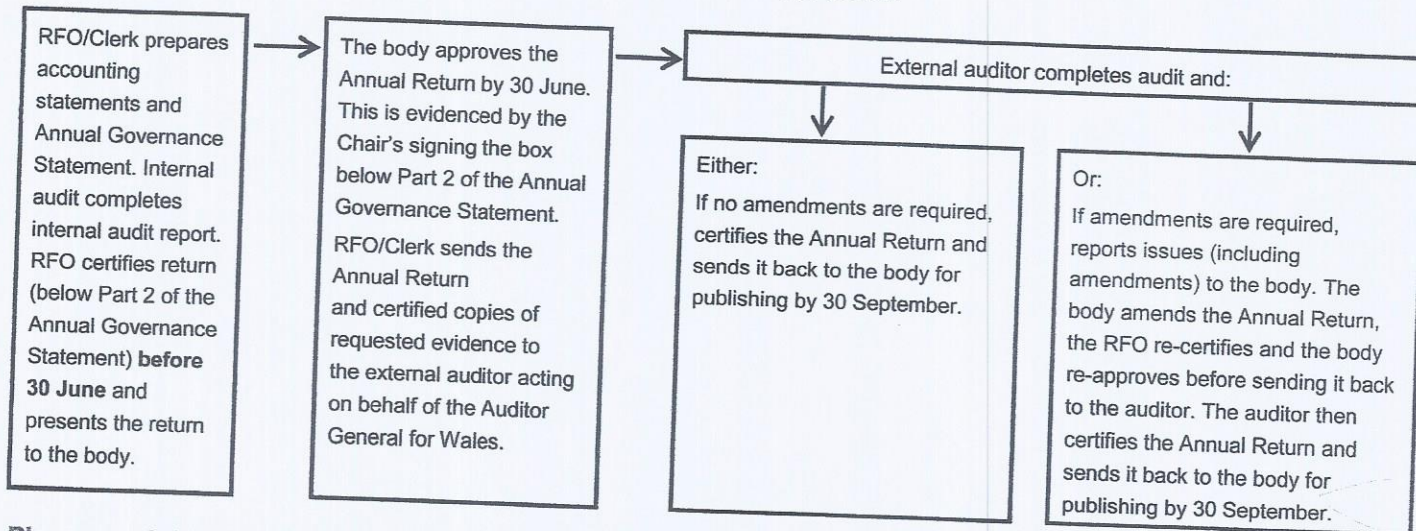 RFO/Clerk prepares
accounting
statements and
Annual Governance
Statement. Internal
audit completes
internal audit report.
RFO certifies return
(below Part 2 of the
Annual Governance
Statement) before
30 June and
presents the return
to the body.
The body approves the
Annual Return by 30 June.
This is evidenced by the
Chair's signing the box
below Part 2 of the Annual
Governance Statement.
RFO/Clerk sends the
Annual Return
and certified copies of
requested evidence to
the external auditor acting
on behalf of the Auditor
General for Wales.
External auditor completes audit and:
Either:
If no amendments are required,
certifies the Annual Return and
sends it back to the body for
publishing by 30 September.
Or:
If amendments are required,
reports issues (including
amendments) to the body. The
body amends the Annual Return,
the RFO re-certifies and the body
re-approves before sending it back
to the auditor. The auditor then
certifies the Annual Return and
sends it back to the body for
publishing by 30 September.